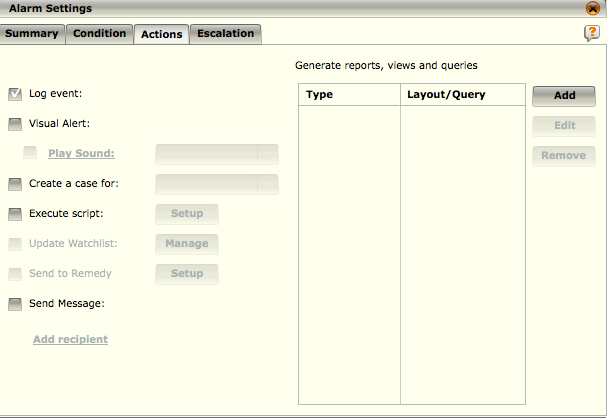 Alarm Settings
Summary Condition Actions Escalation
?
Generate reports, views and queries
Type Layout/Query
Add
Edit
Remove
Log event:
Visual Alert:
Play Sound:
Create a case for:
Execute script: Setup
Update Watchlist: Manage
Send to Remedy Setup
Send Message:
Add recipient